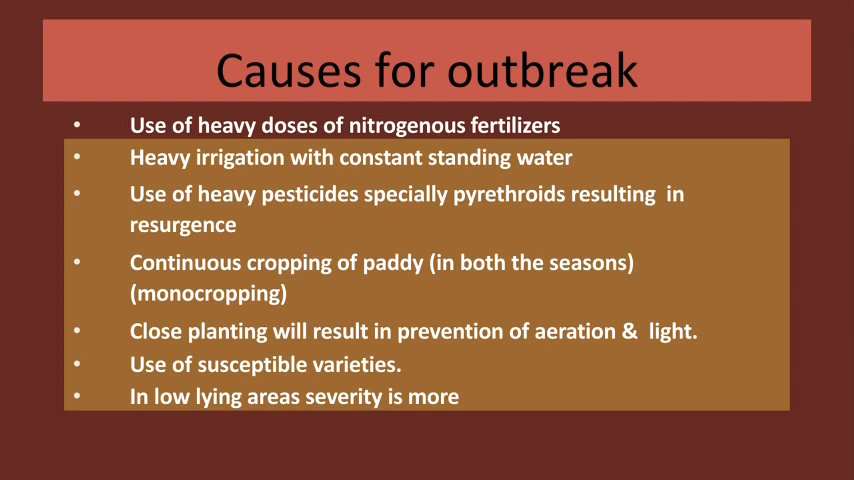 Causes for outbreak
• Use of heavy doses of nitrogenous fertilizers
• Heavy irrigation with constant standing water
• Use of heavy pesticides specially pyrethroids resulting  in
resurgence
• Continuous cropping of paddy (in both the seasons)
(monocropping)
• Close planting will result in prevention of aeration &  light.
• Use of susceptible varieties.
• In low lying areas severity is more